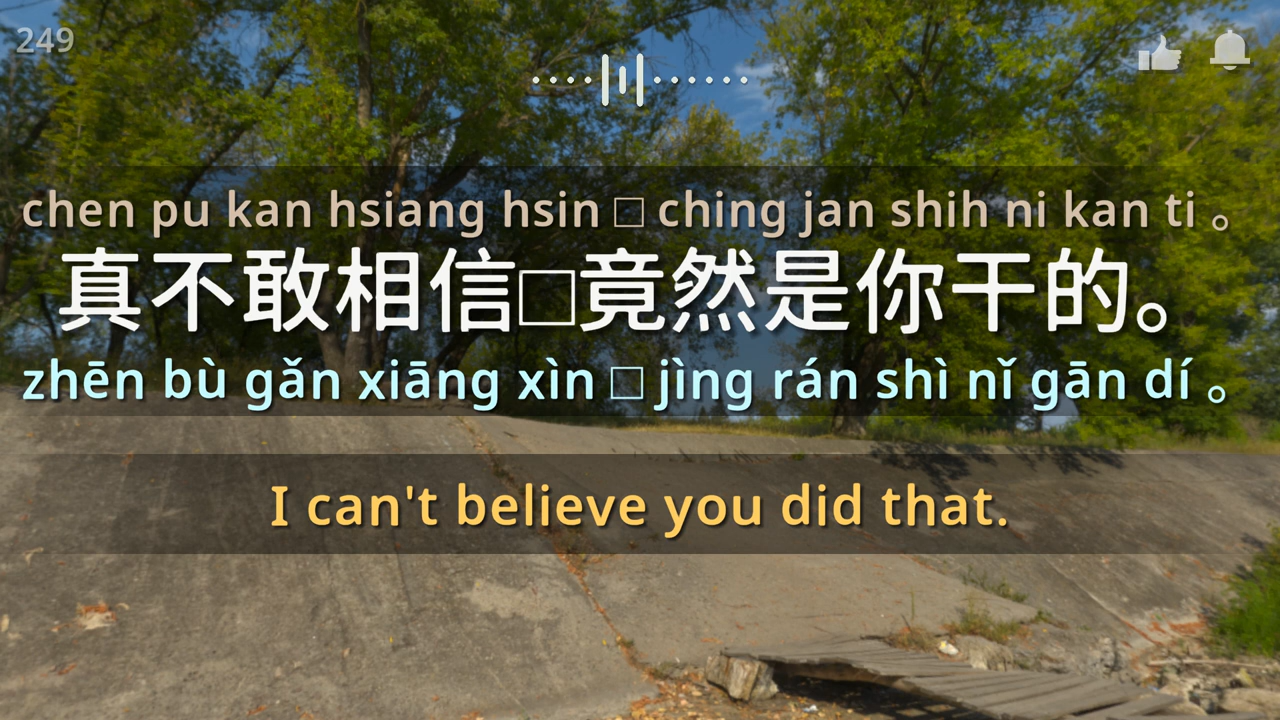 249
chen pu kan hsiang hsin □ ching jan shih ni kan ti 。
真不敢相信□竟然是你干的。
zhēn bù gǎn xiāng xìn □ jìng rán shì nǐ gān dí 。
I can't believe you did that.